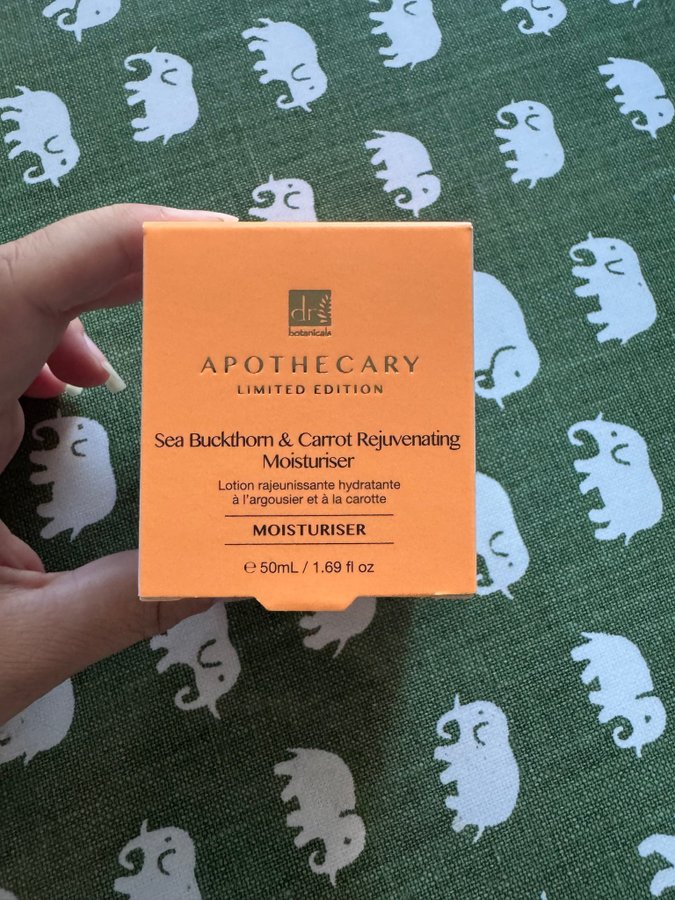 dr
botanicals
APOTHECARY
LIMITED EDITION
Sea Buckthorn & Carrot Rejuvenating
Moisturiser
Lotion rajeunissante hydratante
à l'argousier et à la carotte
MOISTURISER
℮ 50mL / 1.69 fl oz